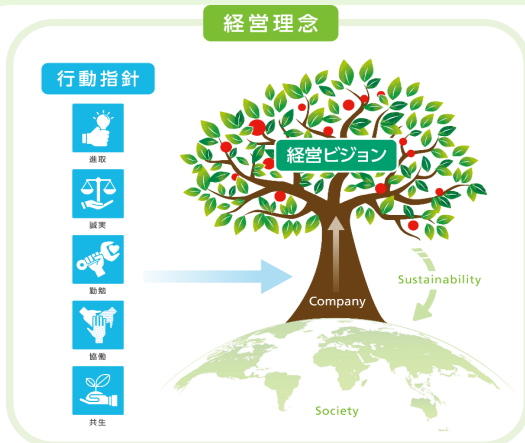 経営理念
行動指針
進取
誠実
勤勉
協働
共生
経営ビジョン
Company
Sustainability
Society